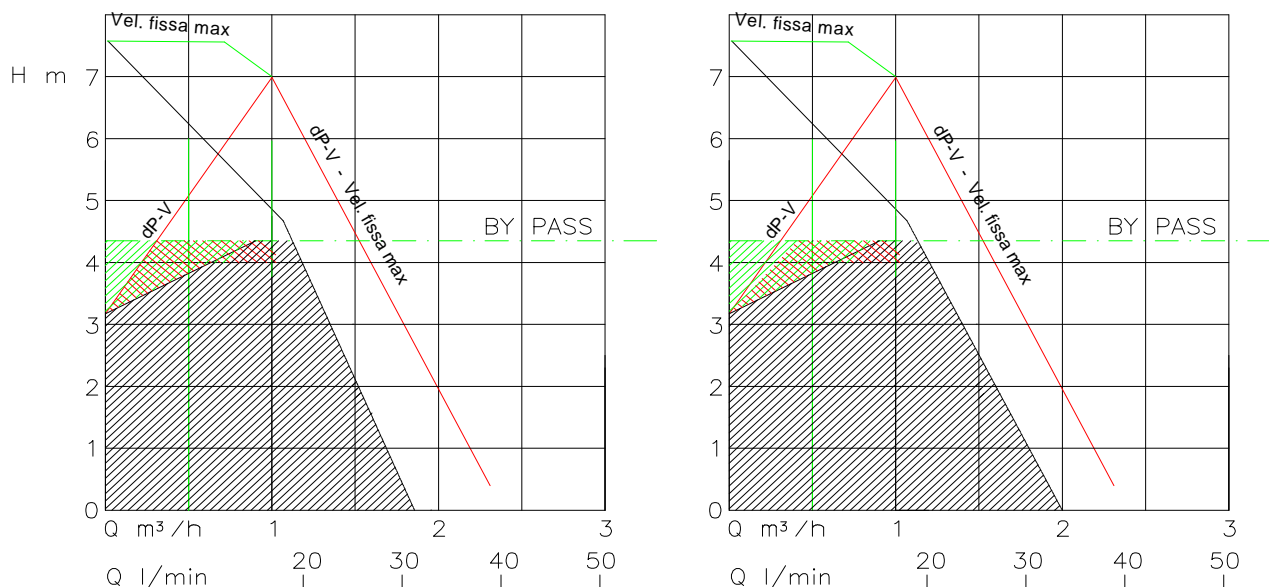 Vel. fissa max
H m
7
6
5
4
3
2
1
0
dP-V
dP-V - Vel. fissa max
BY PASS
Q m³/h
1
2
3
Q l/min
20
30
40
50
Vel. fissa max
7
6
5
4
3
2
1
0
dP-V
dP-V - Vel. fissa max
BY PASS
Q m³/h
1
2
3
Q l/min
20
30
40
50